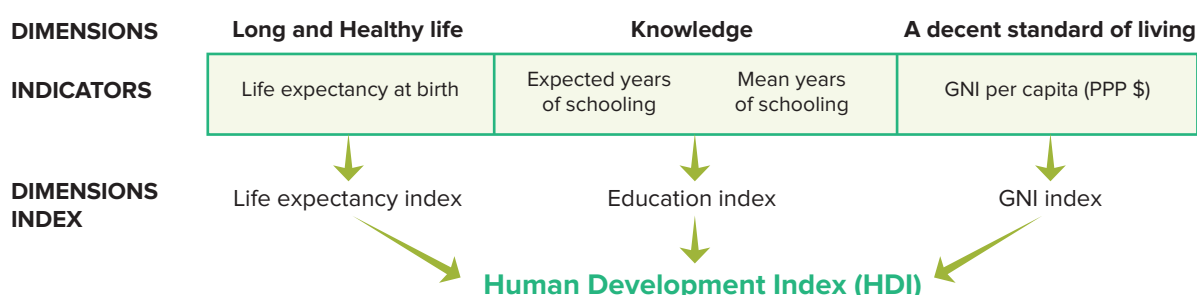 DIMENSIONS
Long and Healthy life
Knowledge
A decent standard of living
INDICATORS
Life expectancy at birth
Expected years
of schooling
Mean years
of schooling
GNI per capita (PPP $)
DIMENSIONS
INDEX
Life expectancy index
Education index
GNI index
Human Development Index (HDI)